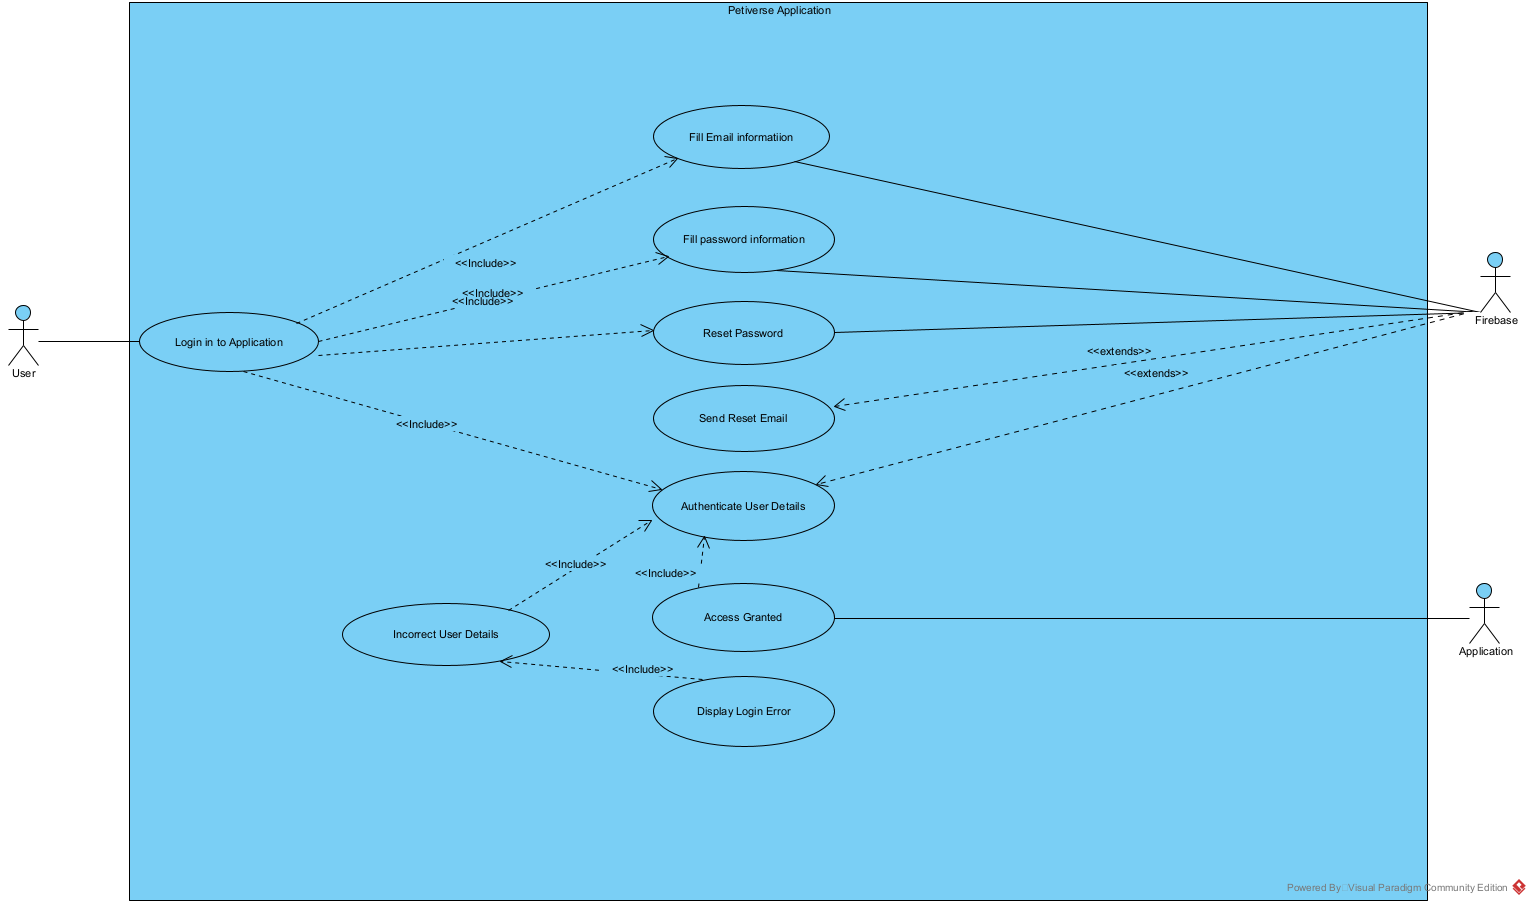 Petiverse Application
Fill Email informatiion
Fill password information
<<Include>>
<<Include>>
<<Include>>
Login in to Application
User
Reset Password
Firebase
<<extends>>
<<extends>>
Send Reset Email
<<Include>>
Authenticate User Details
<<Include>>
<<Include>>
Access Granted
Incorrect User Details
Application
<<Include>>
Display Login Error
Powered By Visual Paradigm Community Edition